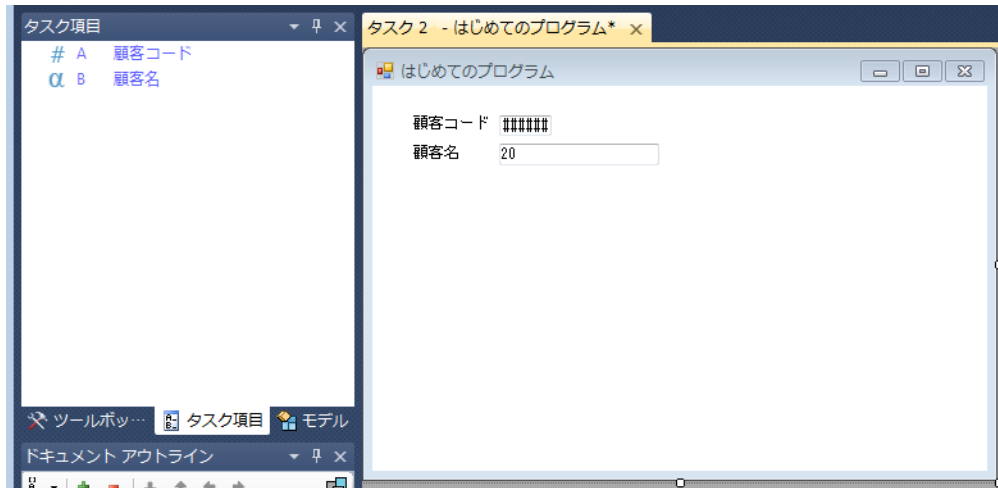 タスク項目
# A 顧客コード
α B 顧客名
ツールボッ…
タスク項目
モデル
ドキュメント アウトライン
タスク 2 - はじめてのプログラム*
はじめてのプログラム
顧客コード ######
顧客名 20